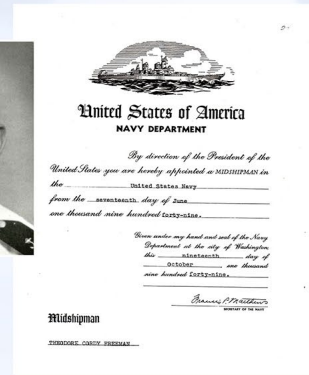 United States of America
NAVY DEPARTMENT
By direction of the President of the
United States you are hereby appointed a MIDSHIPMAN in
the United States Navy
from the seventeenth day of June
one thousand nine hundred forty-nine.
Given under my hand and seal of the Navy
Department at the city of Washington
this nineteenth day of
October, one thousand
nine hundred forty-nine.
Francis P. Matthews
SECRETARY OF THE NAVY
Midshipman
THEODORE CORDY FREEMAN